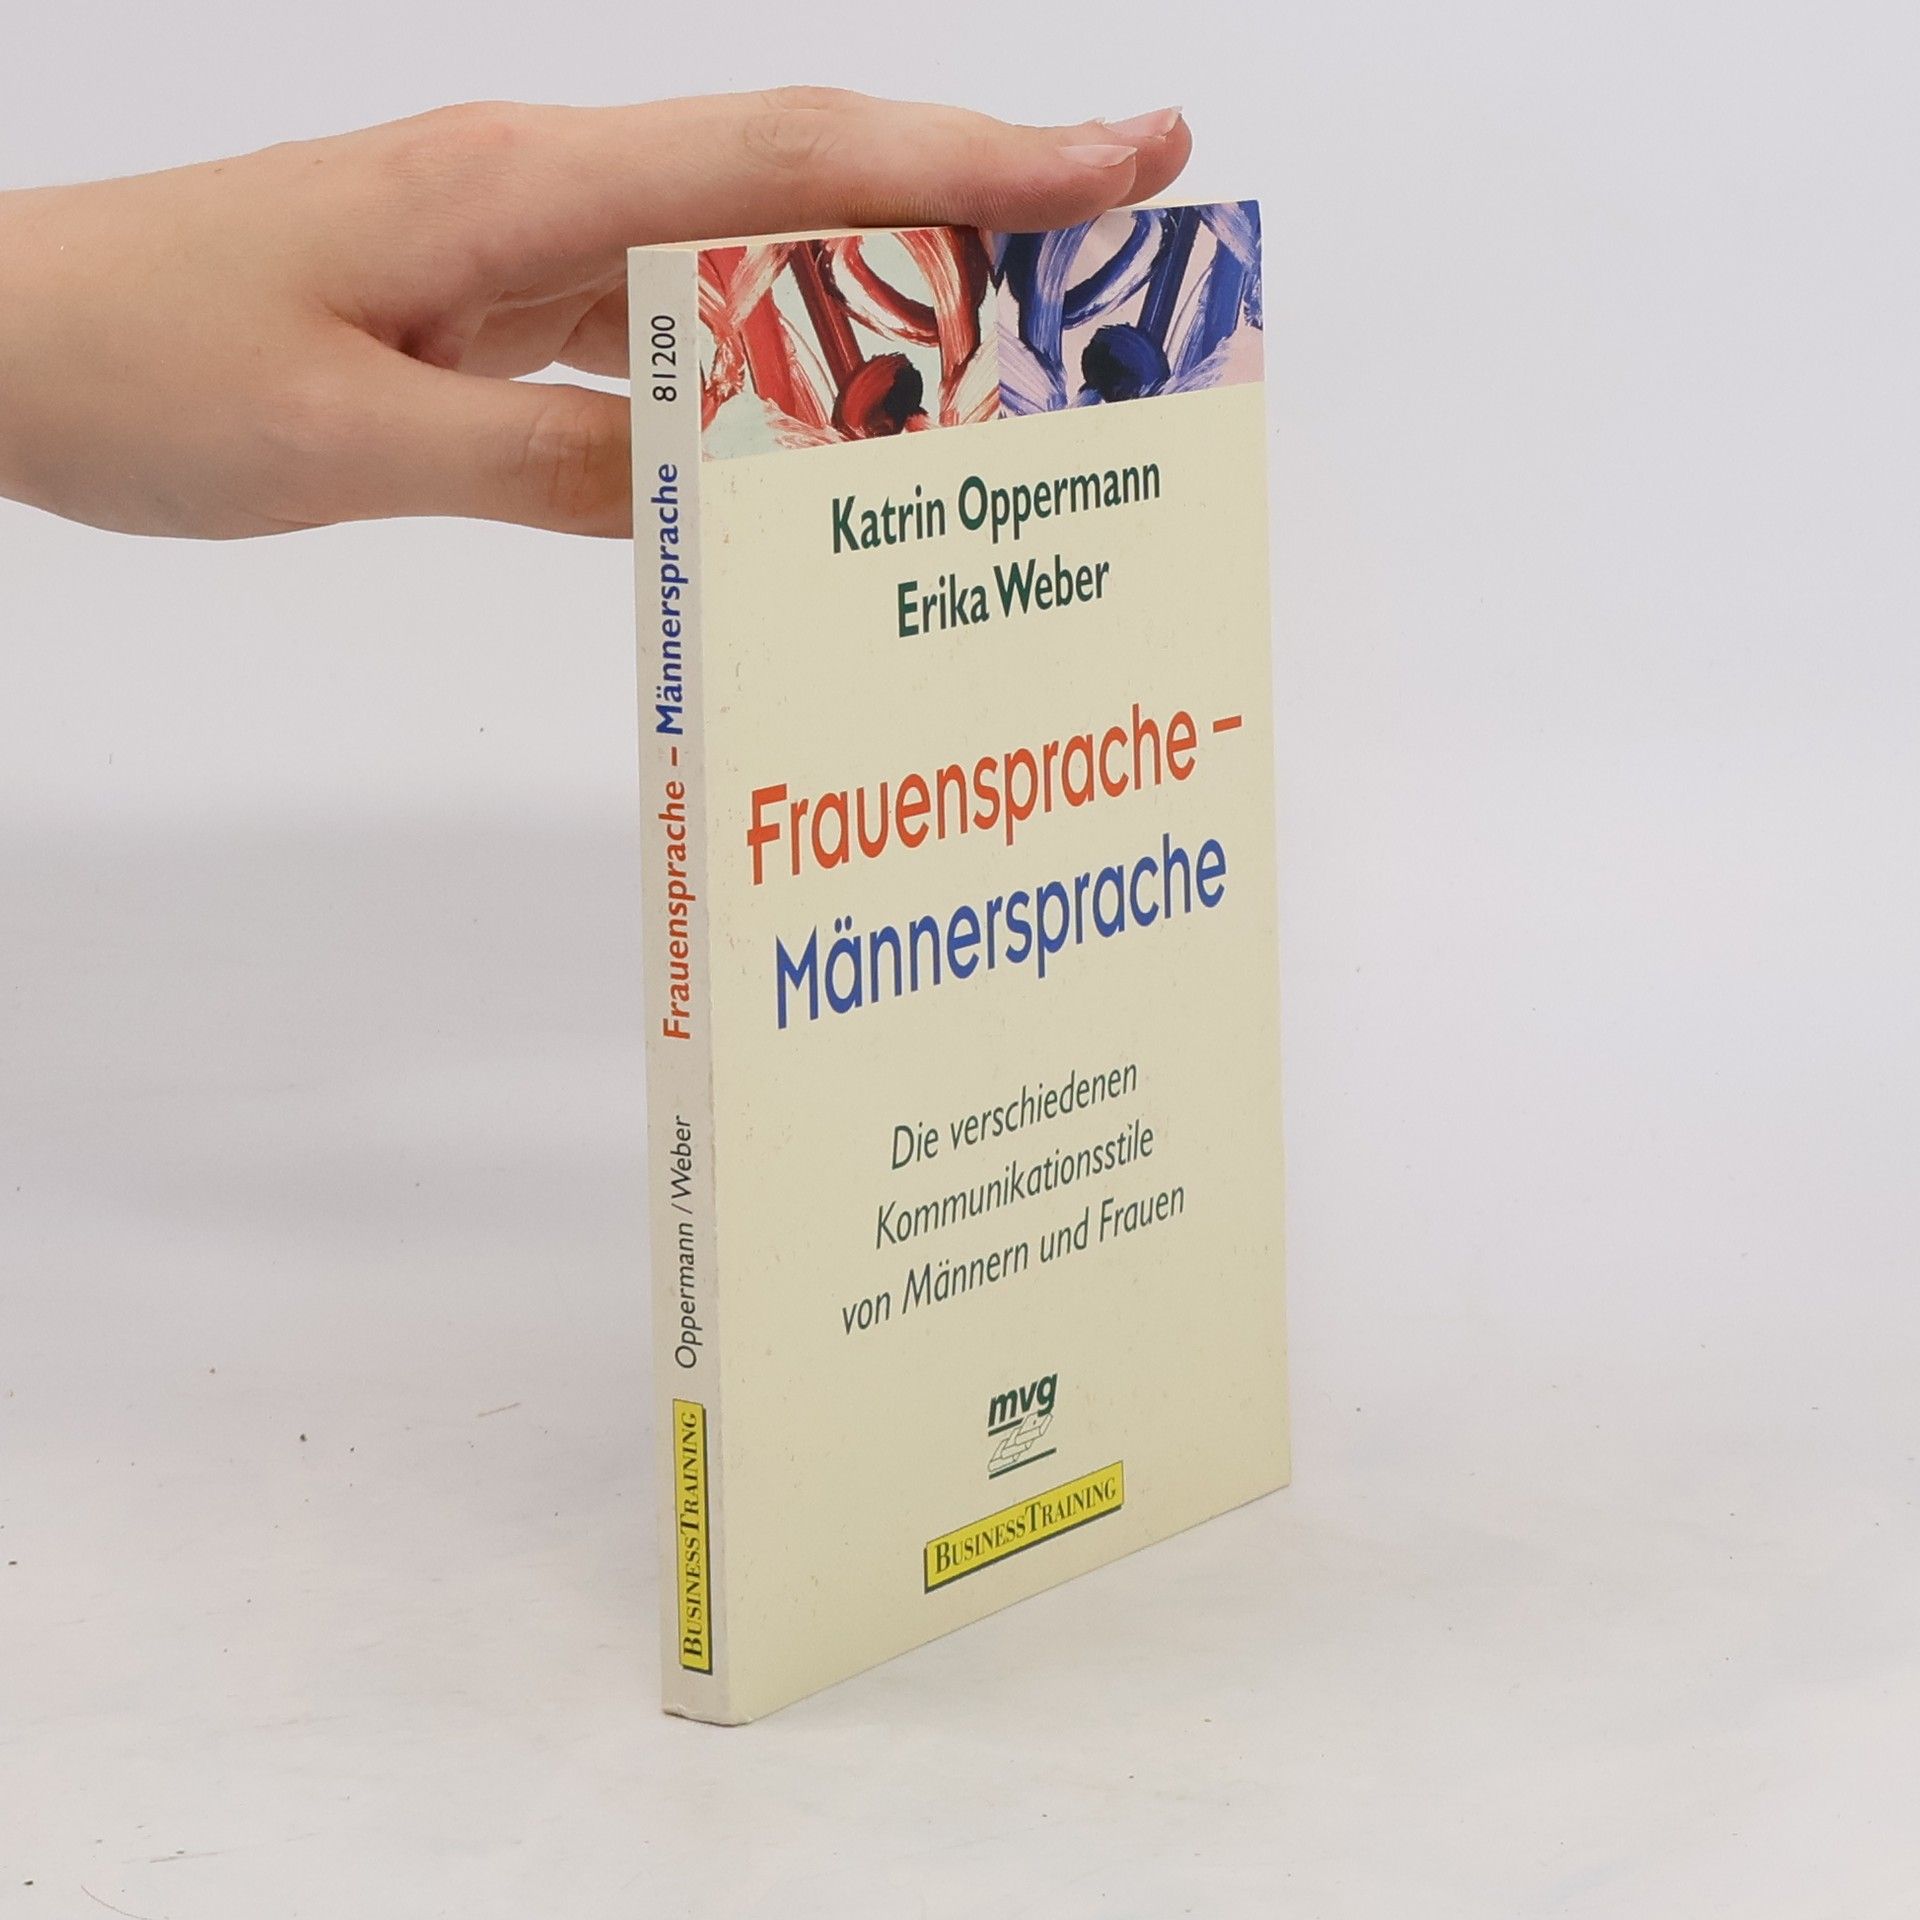 81200
Frauensprache – Männersprache
Oppermann / Weber
BUSINESSTRAINING
Katrin Oppermann
Erika Weber
Frauensprache –
Männersprache
Die verschiedenen
Kommunikationsstile
von Männern und Frauen
mvg
BUSINESSTRAINING